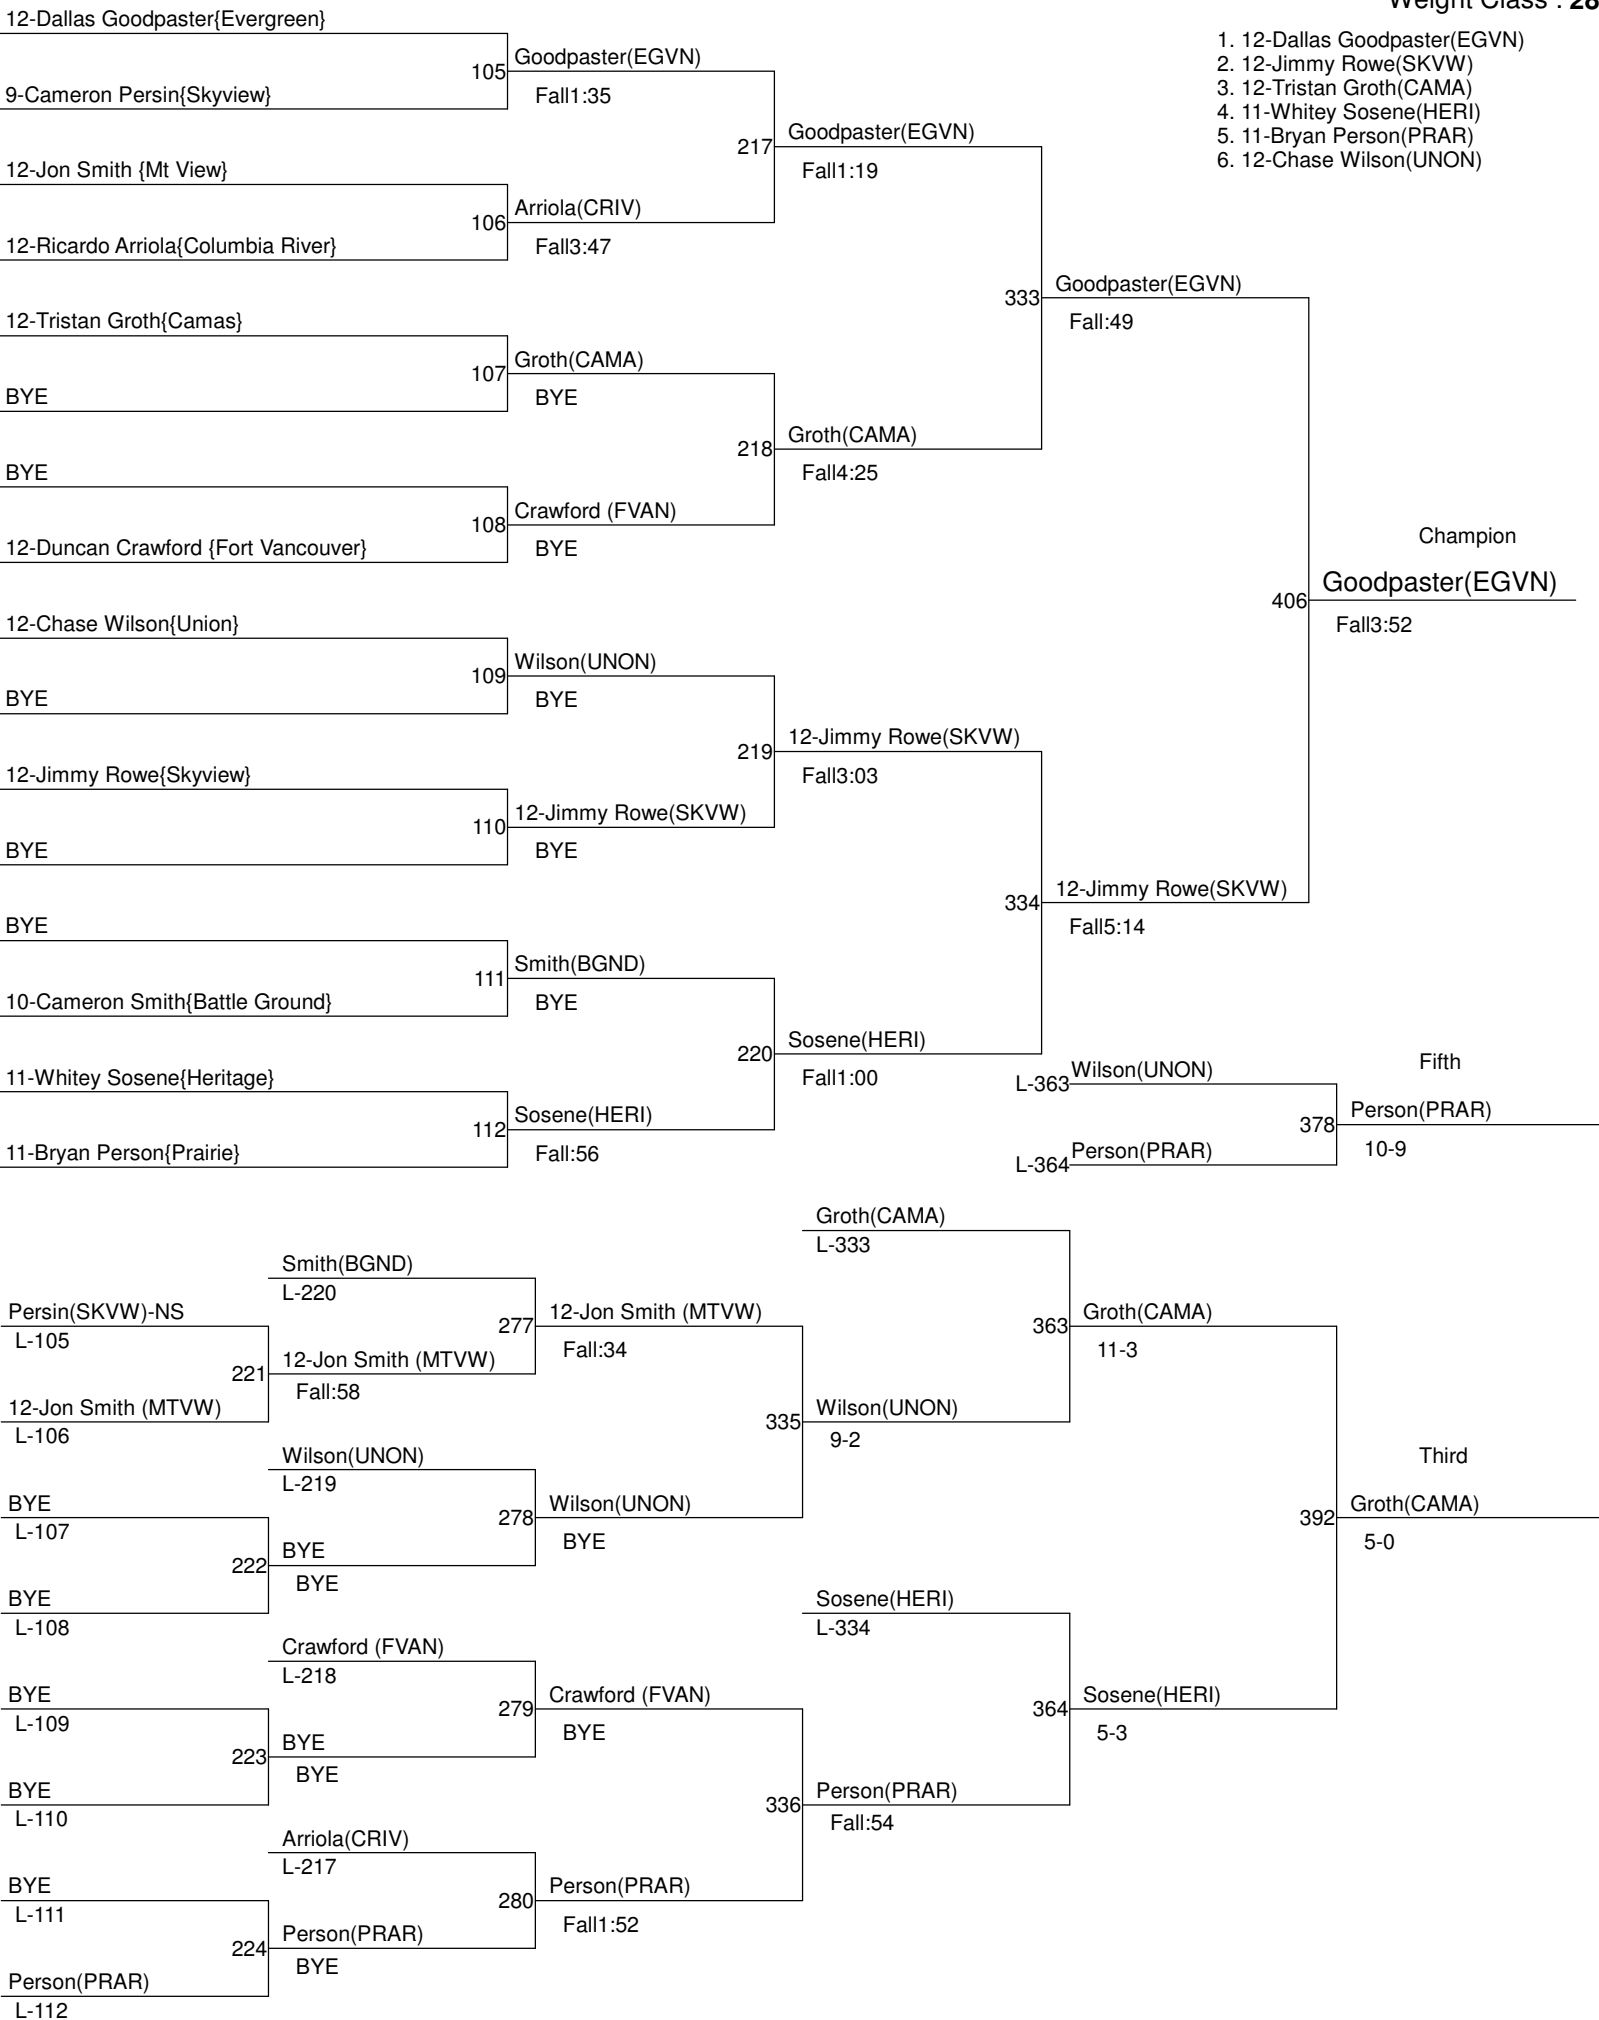 Weight Class : 28
1. 12-Dallas Goodpaster(EGVN)
2. 12-Jimmy Rowe(SKVW)
3. 12-Tristan Groth(CAMA)
4. 11-Whitey Sosene(HERI)
5. 11-Bryan Person(PRAR)
6. 12-Chase Wilson(UNON)
12-Dallas Goodpaster{Evergreen}
9-Cameron Persin{Skyview}
12-Jon Smith {Mt View}
12-Ricardo Arriola{Columbia River}
12-Tristan Groth{Camas}
BYE
BYE
12-Duncan Crawford {Fort Vancouver}
12-Chase Wilson{Union}
BYE
12-Jimmy Rowe{Skyview}
BYE
BYE
10-Cameron Smith{Battle Ground}
11-Whitey Sosene{Heritage}
11-Bryan Person{Prairie}
105
Goodpaster(EGVN)
Fall1:35
106
Arriola(CRIV)
Fall3:47
107
Groth(CAMA)
BYE
108
Crawford (FVAN)
BYE
109
Wilson(UNON)
BYE
110
12-Jimmy Rowe(SKVW)
BYE
111
Smith(BGND)
BYE
112
Sosene(HERI)
Fall:56
217
Goodpaster(EGVN)
Fall1:19
218
Groth(CAMA)
Fall4:25
219
12-Jimmy Rowe(SKVW)
Fall3:03
220
Sosene(HERI)
Fall1:00
333
Goodpaster(EGVN)
Fall:49
334
12-Jimmy Rowe(SKVW)
Fall5:14
Champion
406
Goodpaster(EGVN)
Fall3:52
L-363
Wilson(UNON)
L-364
Person(PRAR)
Fifth
378
Person(PRAR)
10-9
Persin(SKVW)-NS
L-105
12-Jon Smith (MTVW)
L-106
BYE
L-107
BYE
L-108
BYE
L-109
BYE
L-110
BYE
L-111
Person(PRAR)
L-112
Smith(BGND)
L-220
221
12-Jon Smith (MTVW)
Fall:58
Wilson(UNON)
L-219
222
BYE
BYE
Crawford (FVAN)
L-218
223
BYE
BYE
Arriola(CRIV)
L-217
224
Person(PRAR)
BYE
277
12-Jon Smith (MTVW)
Fall:34
278
Wilson(UNON)
BYE
279
Crawford (FVAN)
BYE
280
Person(PRAR)
Fall1:52
Groth(CAMA)
L-333
335
Wilson(UNON)
9-2
Sosene(HERI)
L-334
336
Person(PRAR)
Fall:54
363
Groth(CAMA)
11-3
364
Sosene(HERI)
5-3
Third
392
Groth(CAMA)
5-0